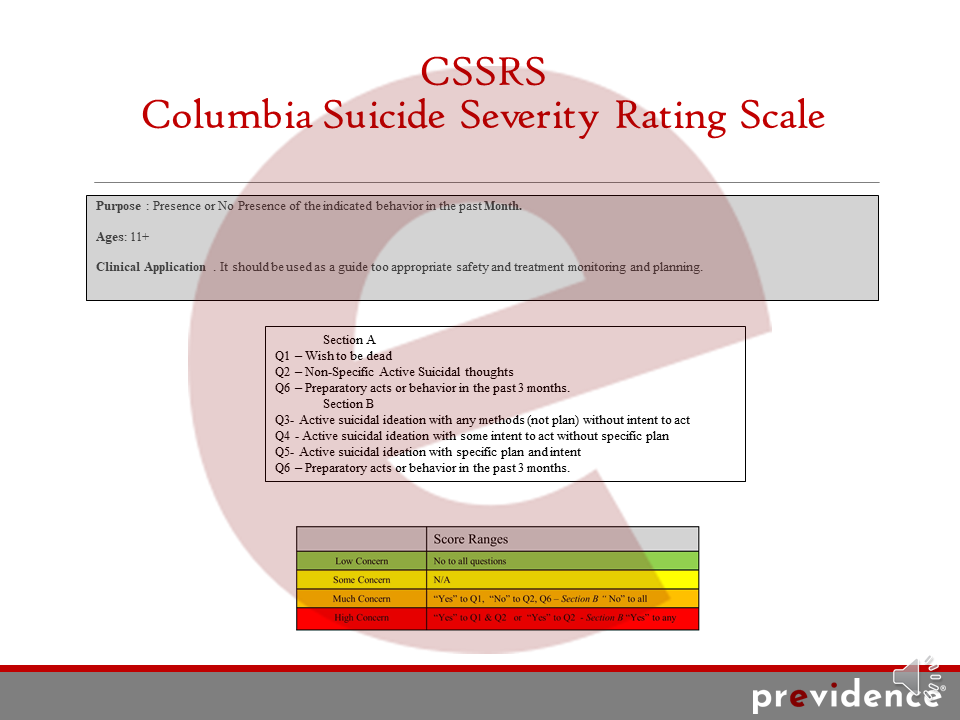 CSSRS
Columbia Suicide Severity Rating Scale
Purpose : Presence or No Presence of the indicated behavior in the past Month.
Ages: 11+
Clinical Application . It should be used as a guide too appropriate safety and treatment monitoring and planning.
Section A
Q1 – Wish to be dead
Q2 – Non-Specific Active Suicidal thoughts
Q6 – Preparatory acts or behavior in the past 3 months.
Section B
Q3- Active suicidal ideation with any methods (not plan) without intent to act
Q4 - Active suicidal ideation with some intent to act without specific plan
Q5- Active suicidal ideation with specific plan and intent
Q6 – Preparatory acts or behavior in the past 3 months.
Score Ranges
Low Concern No to all questions
Some Concern N/A
Much Concern “Yes” to Q1, “No” to Q2, Q6 – Section B “ No” to all
High Concern “Yes” to Q1 & Q2 or “Yes” to Q2 - Section B “Yes” to any
previdence®